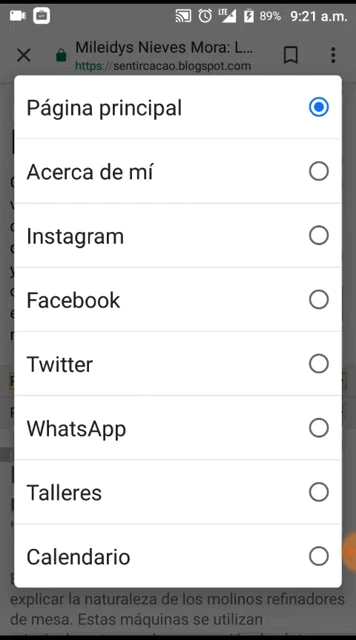 LTE 89% 9:21 a.m.
Mileidys Nieves Mora: L...
https://sentircacao.blogspot.com
Página principal
Acerca de mí
Instagram
Facebook
Twitter
WhatsApp
Talleres
Calendario
explicar la naturaleza de los molinos refinadores
de mesa. Estas máquinas se utilizan